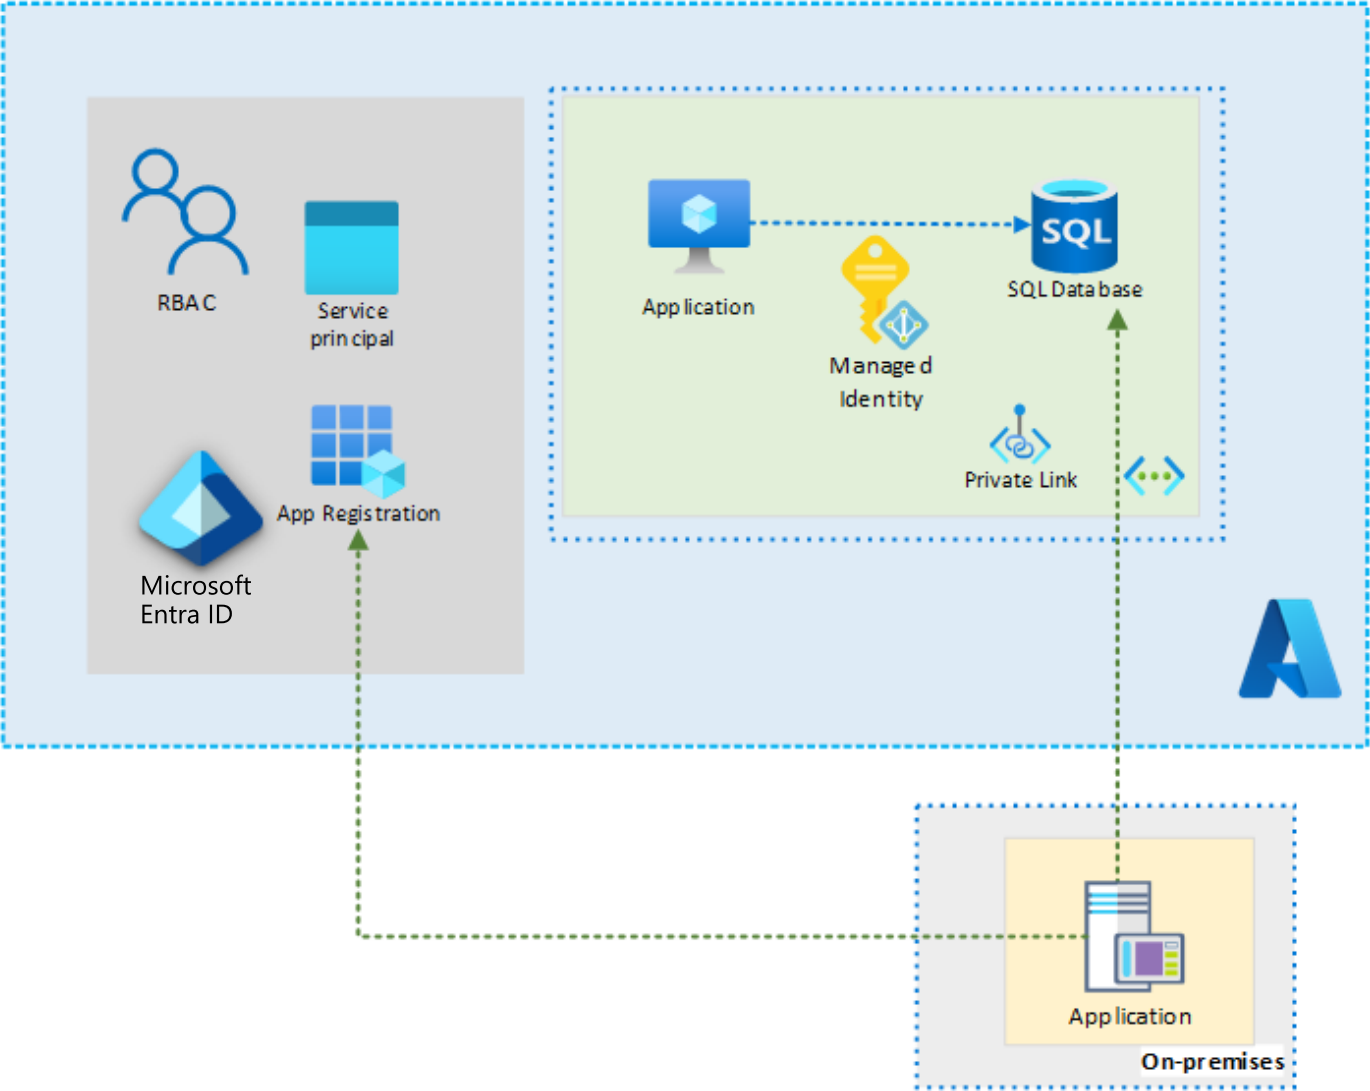 RBAC
Service
principal
App Registration
Microsoft
Entra ID
Application
SQL
SQL Database
Managed
Identity
Private Link
Application
On-premises